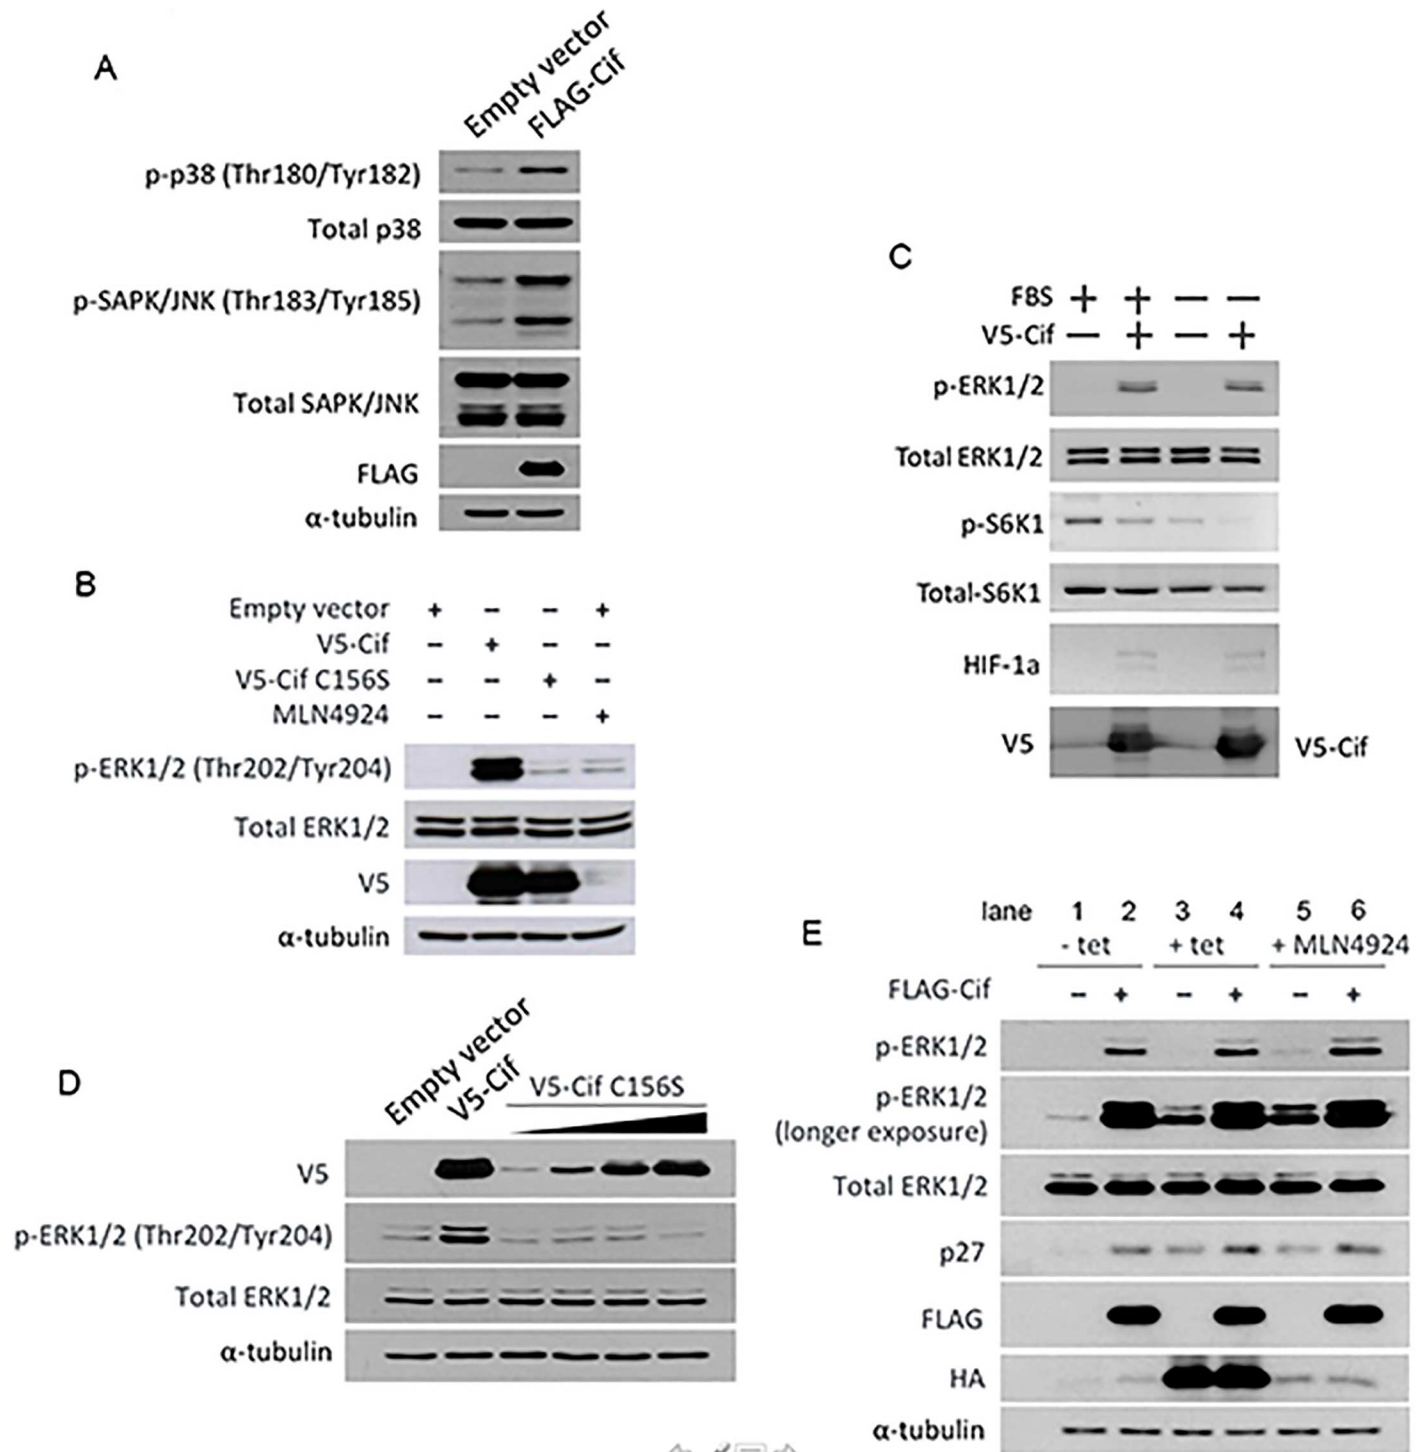 A
Empty vector
FLAG-Cif
p-p38 (Thr180/Tyr182)
Total p38
p-SAPK/JNK (Thr183/Tyr185)
Total SAPK/JNK
FLAG
α-tubulin
B
Empty vector + – – +
V5-Cif – + – –
V5-Cif C156S – – + –
MLN4924 – – – +
p-ERK1/2 (Thr202/Tyr204)
Total ERK1/2
V5
α-tubulin
C
FBS + + – –
V5-Cif – + – +
p-ERK1/2
Total ERK1/2
p-S6K1
Total-S6K1
HIF-1a
V5 V5-Cif
D
Empty vector
V5-Cif
V5-Cif C156S
V5
p-ERK1/2 (Thr202/Tyr204)
Total ERK1/2
α-tubulin
E
lane 1 2 3 4 5 6
- tet + tet + MLN4924
FLAG-Cif – + – + – +
p-ERK1/2
p-ERK1/2
(longer exposure)
Total ERK1/2
p27
FLAG
HA
α-tubulin